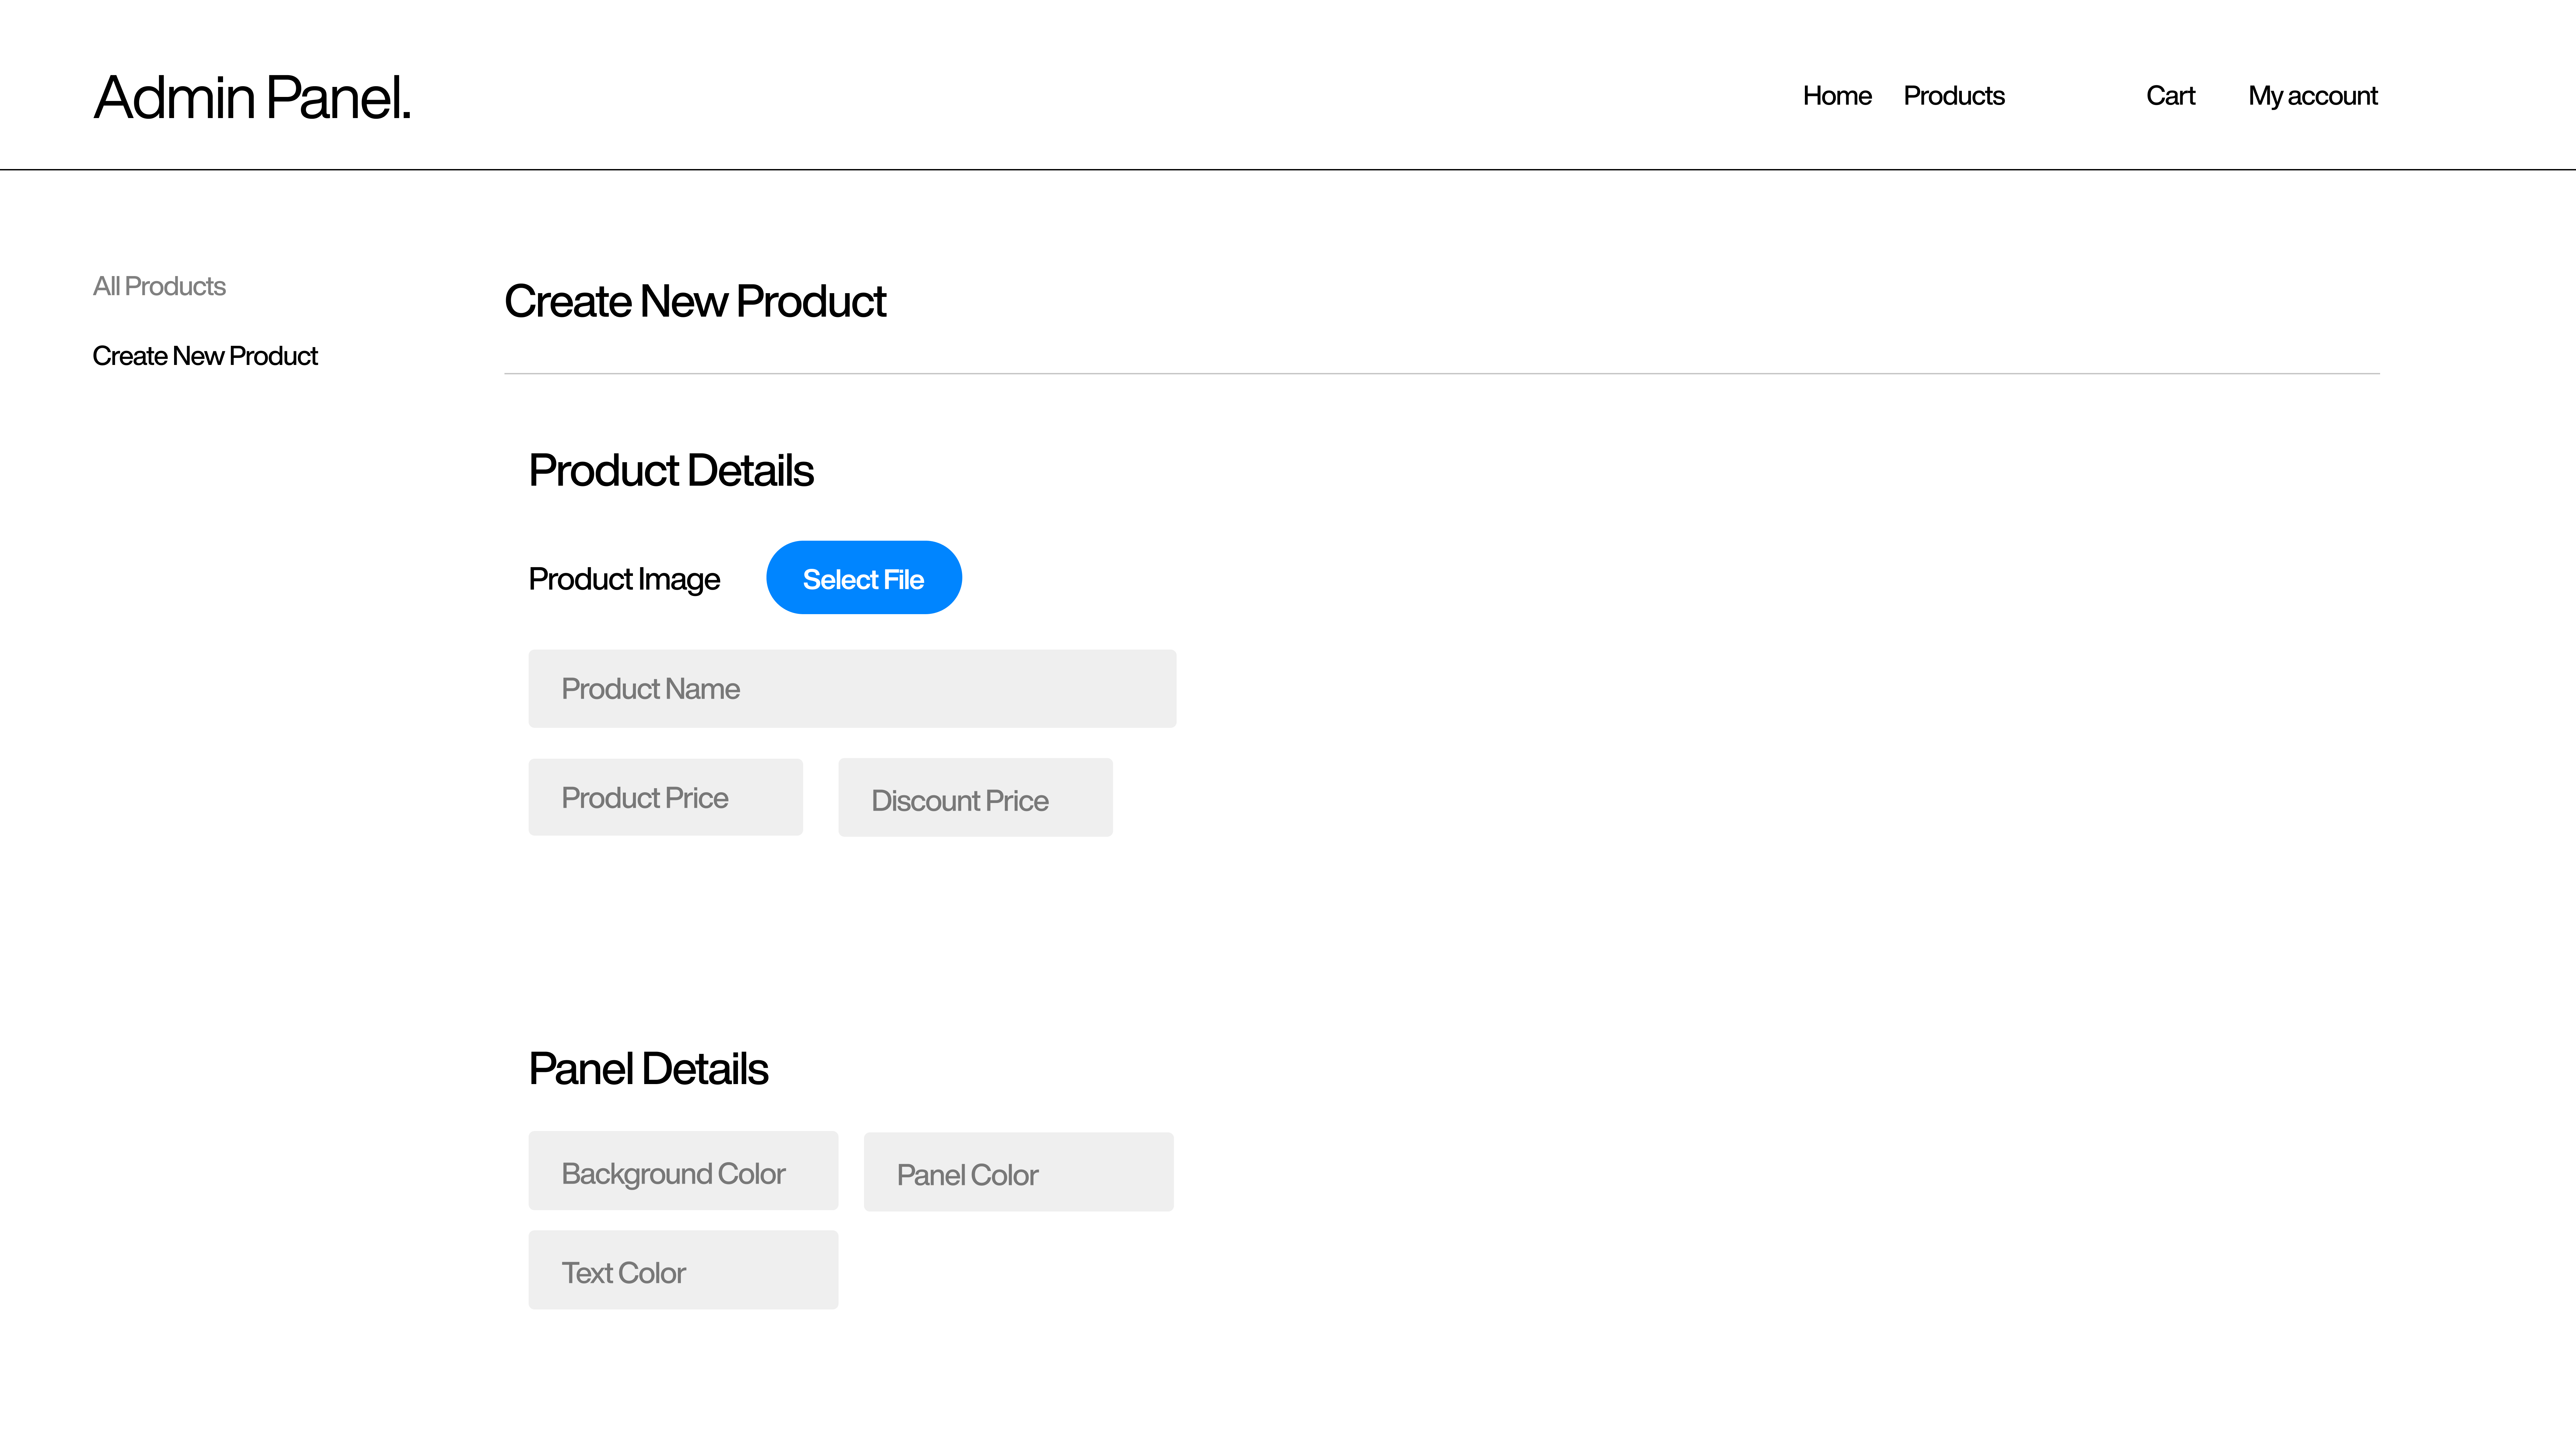 Admin Panel.
Home Products Cart My account
All Products
Create New Product
Create New Product
Product Details
Product Image Select File
Product Name
Product Price Discount Price
Panel Details
Background Color Panel Color
Text Color